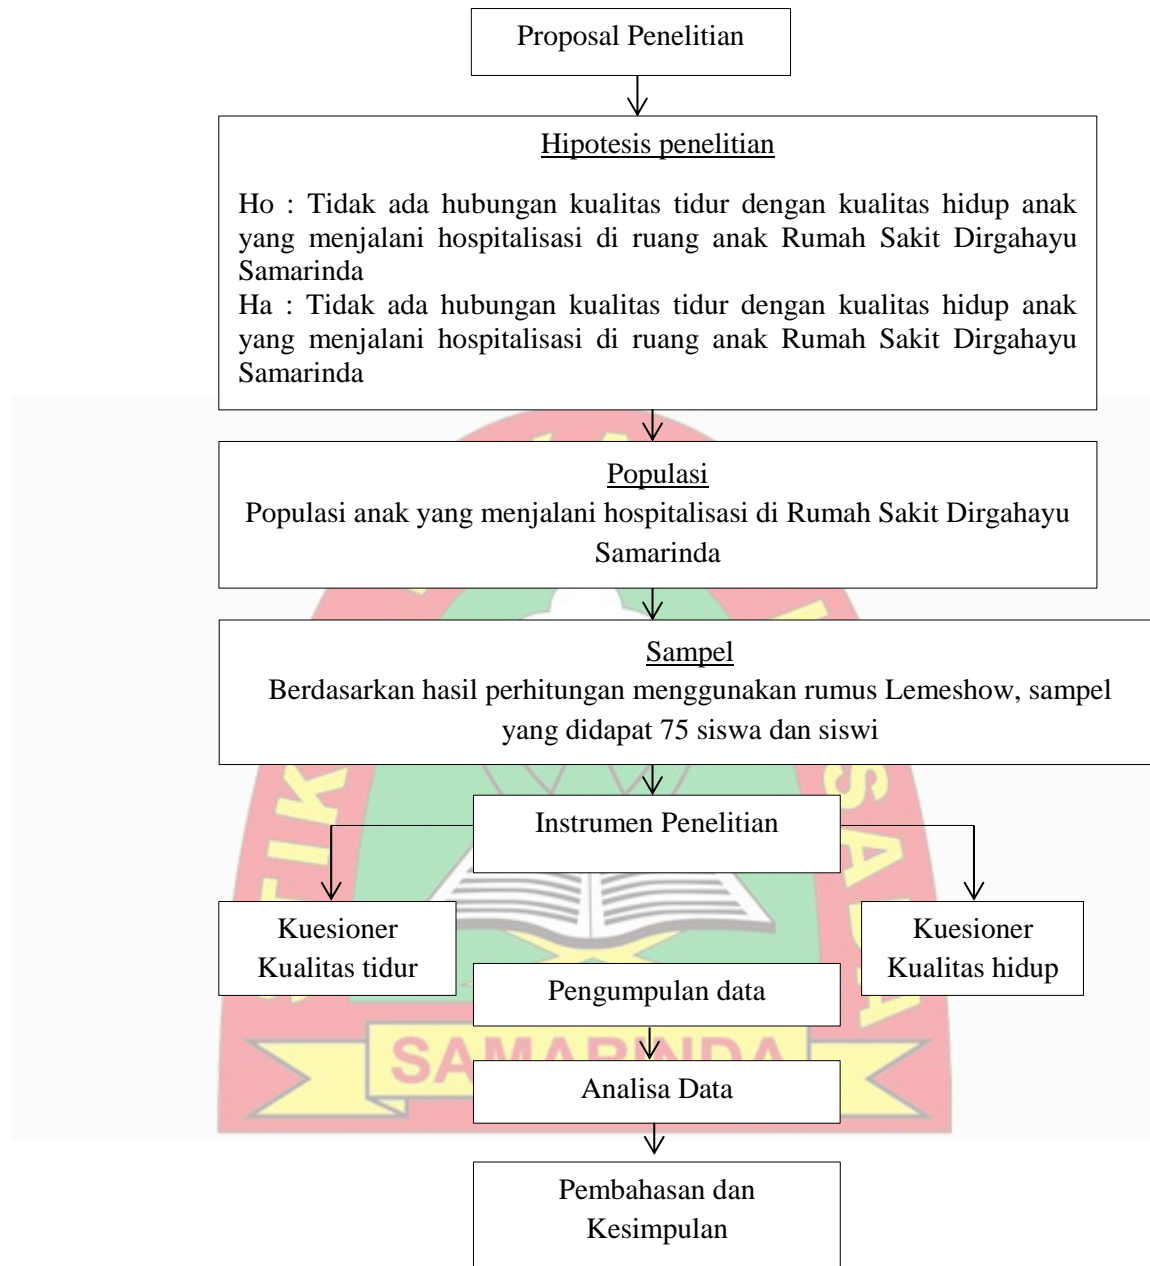 Proposal Penelitian
Hipotesis penelitian
Ho : Tidak ada hubungan kualitas tidur dengan kualitas hidup anak
yang menjalani hospitalisasi di ruang anak Rumah Sakit Dirgahayu
Samarinda
Ha : Tidak ada hubungan kualitas tidur dengan kualitas hidup anak
yang menjalani hospitalisasi di ruang anak Rumah Sakit Dirgahayu
Samarinda
Populasi
Populasi anak yang menjalani hospitalisasi di Rumah Sakit Dirgahayu
Samarinda
Sampel
Berdasarkan hasil perhitungan menggunakan rumus Lemeshow, sampel
yang didapat 75 siswa dan siswi
Instrumen Penelitian
Kuesioner
Kualitas tidur
Kuesioner
Kualitas hidup
Pengumpulan data
Analisa Data
Pembahasan dan
Kesimpulan
SAMARINDA